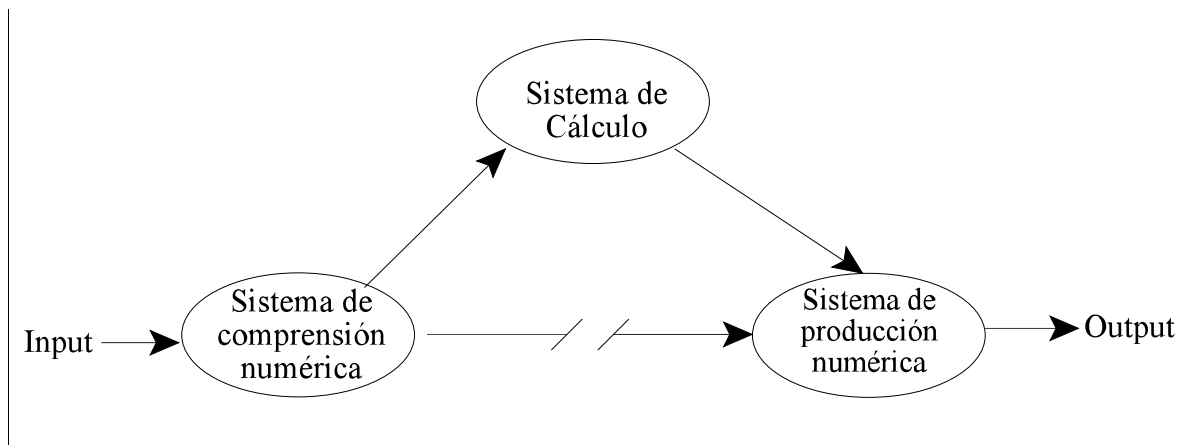 Sistema de
Cálculo
Input
Sistema de
comprensión
numérica
Sistema de
producción
numérica
Output